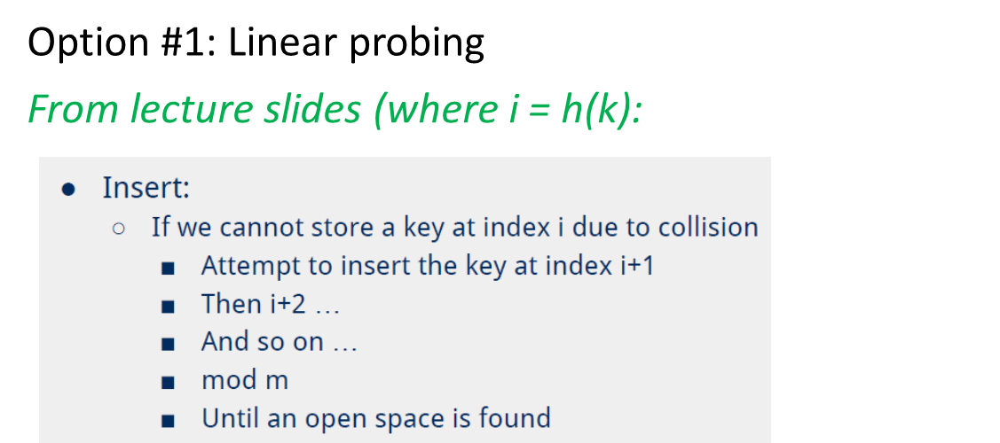 Option #1: Linear probing
From lecture slides (where i = h(k):
● Insert:
○ If we cannot store a key at index i due to collision
■ Attempt to insert the key at index i+1
■ Then i+2 …
■ And so on …
■ mod m
■ Until an open space is found